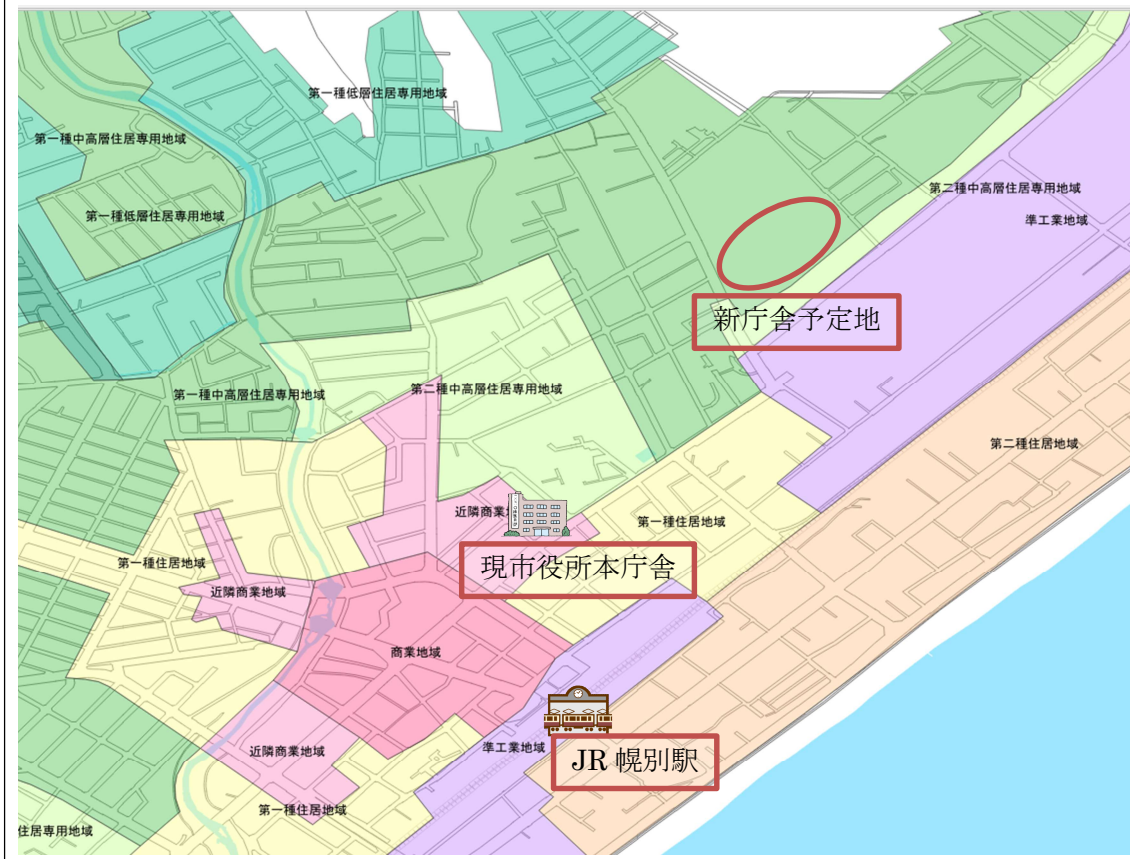 第一種低層住居専用地域
第一種中高層住居専用地域
第二種中高層住居専用地域
第一種低層住居専用地域
準工業地域
新庁舎予定地
第一種中高層住居専用地域
第二種中高層住居専用地域
第二種住居地域
近隣商業
第一種住居地域
現市役所本庁舎
第一種住居地域
近隣商業地域
商業地域
近隣商業地域
準工業地域
JR 幌別駅
第一種住居地域
住居専用地域